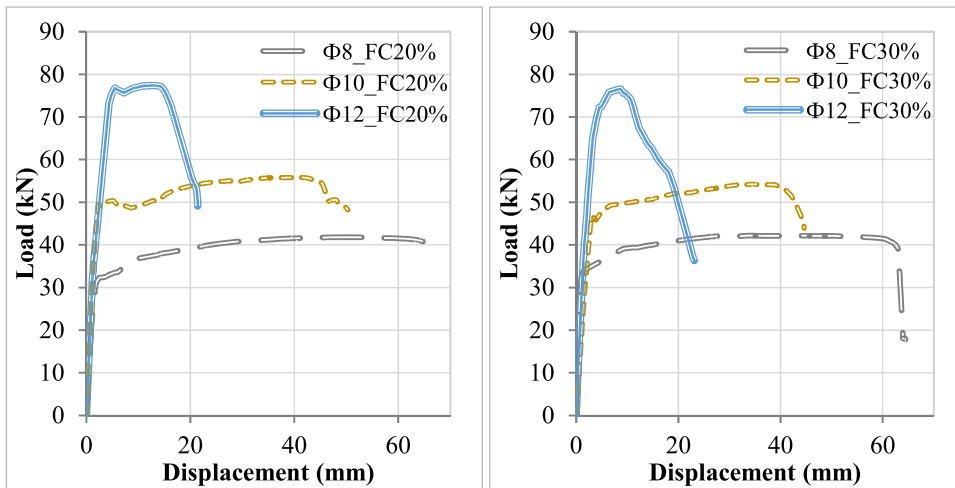 90
80
70
60
50
40
30
20
10
0
0 20 40 60
Load (kN)
Displacement (mm)
Φ8_FC20%
Φ10_FC20%
Φ12_FC20%
90
80
70
60
50
40
30
20
10
0
0 20 40 60
Load (kN)
Displacement (mm)
Φ8_FC30%
Φ10_FC30%
Φ12_FC30%